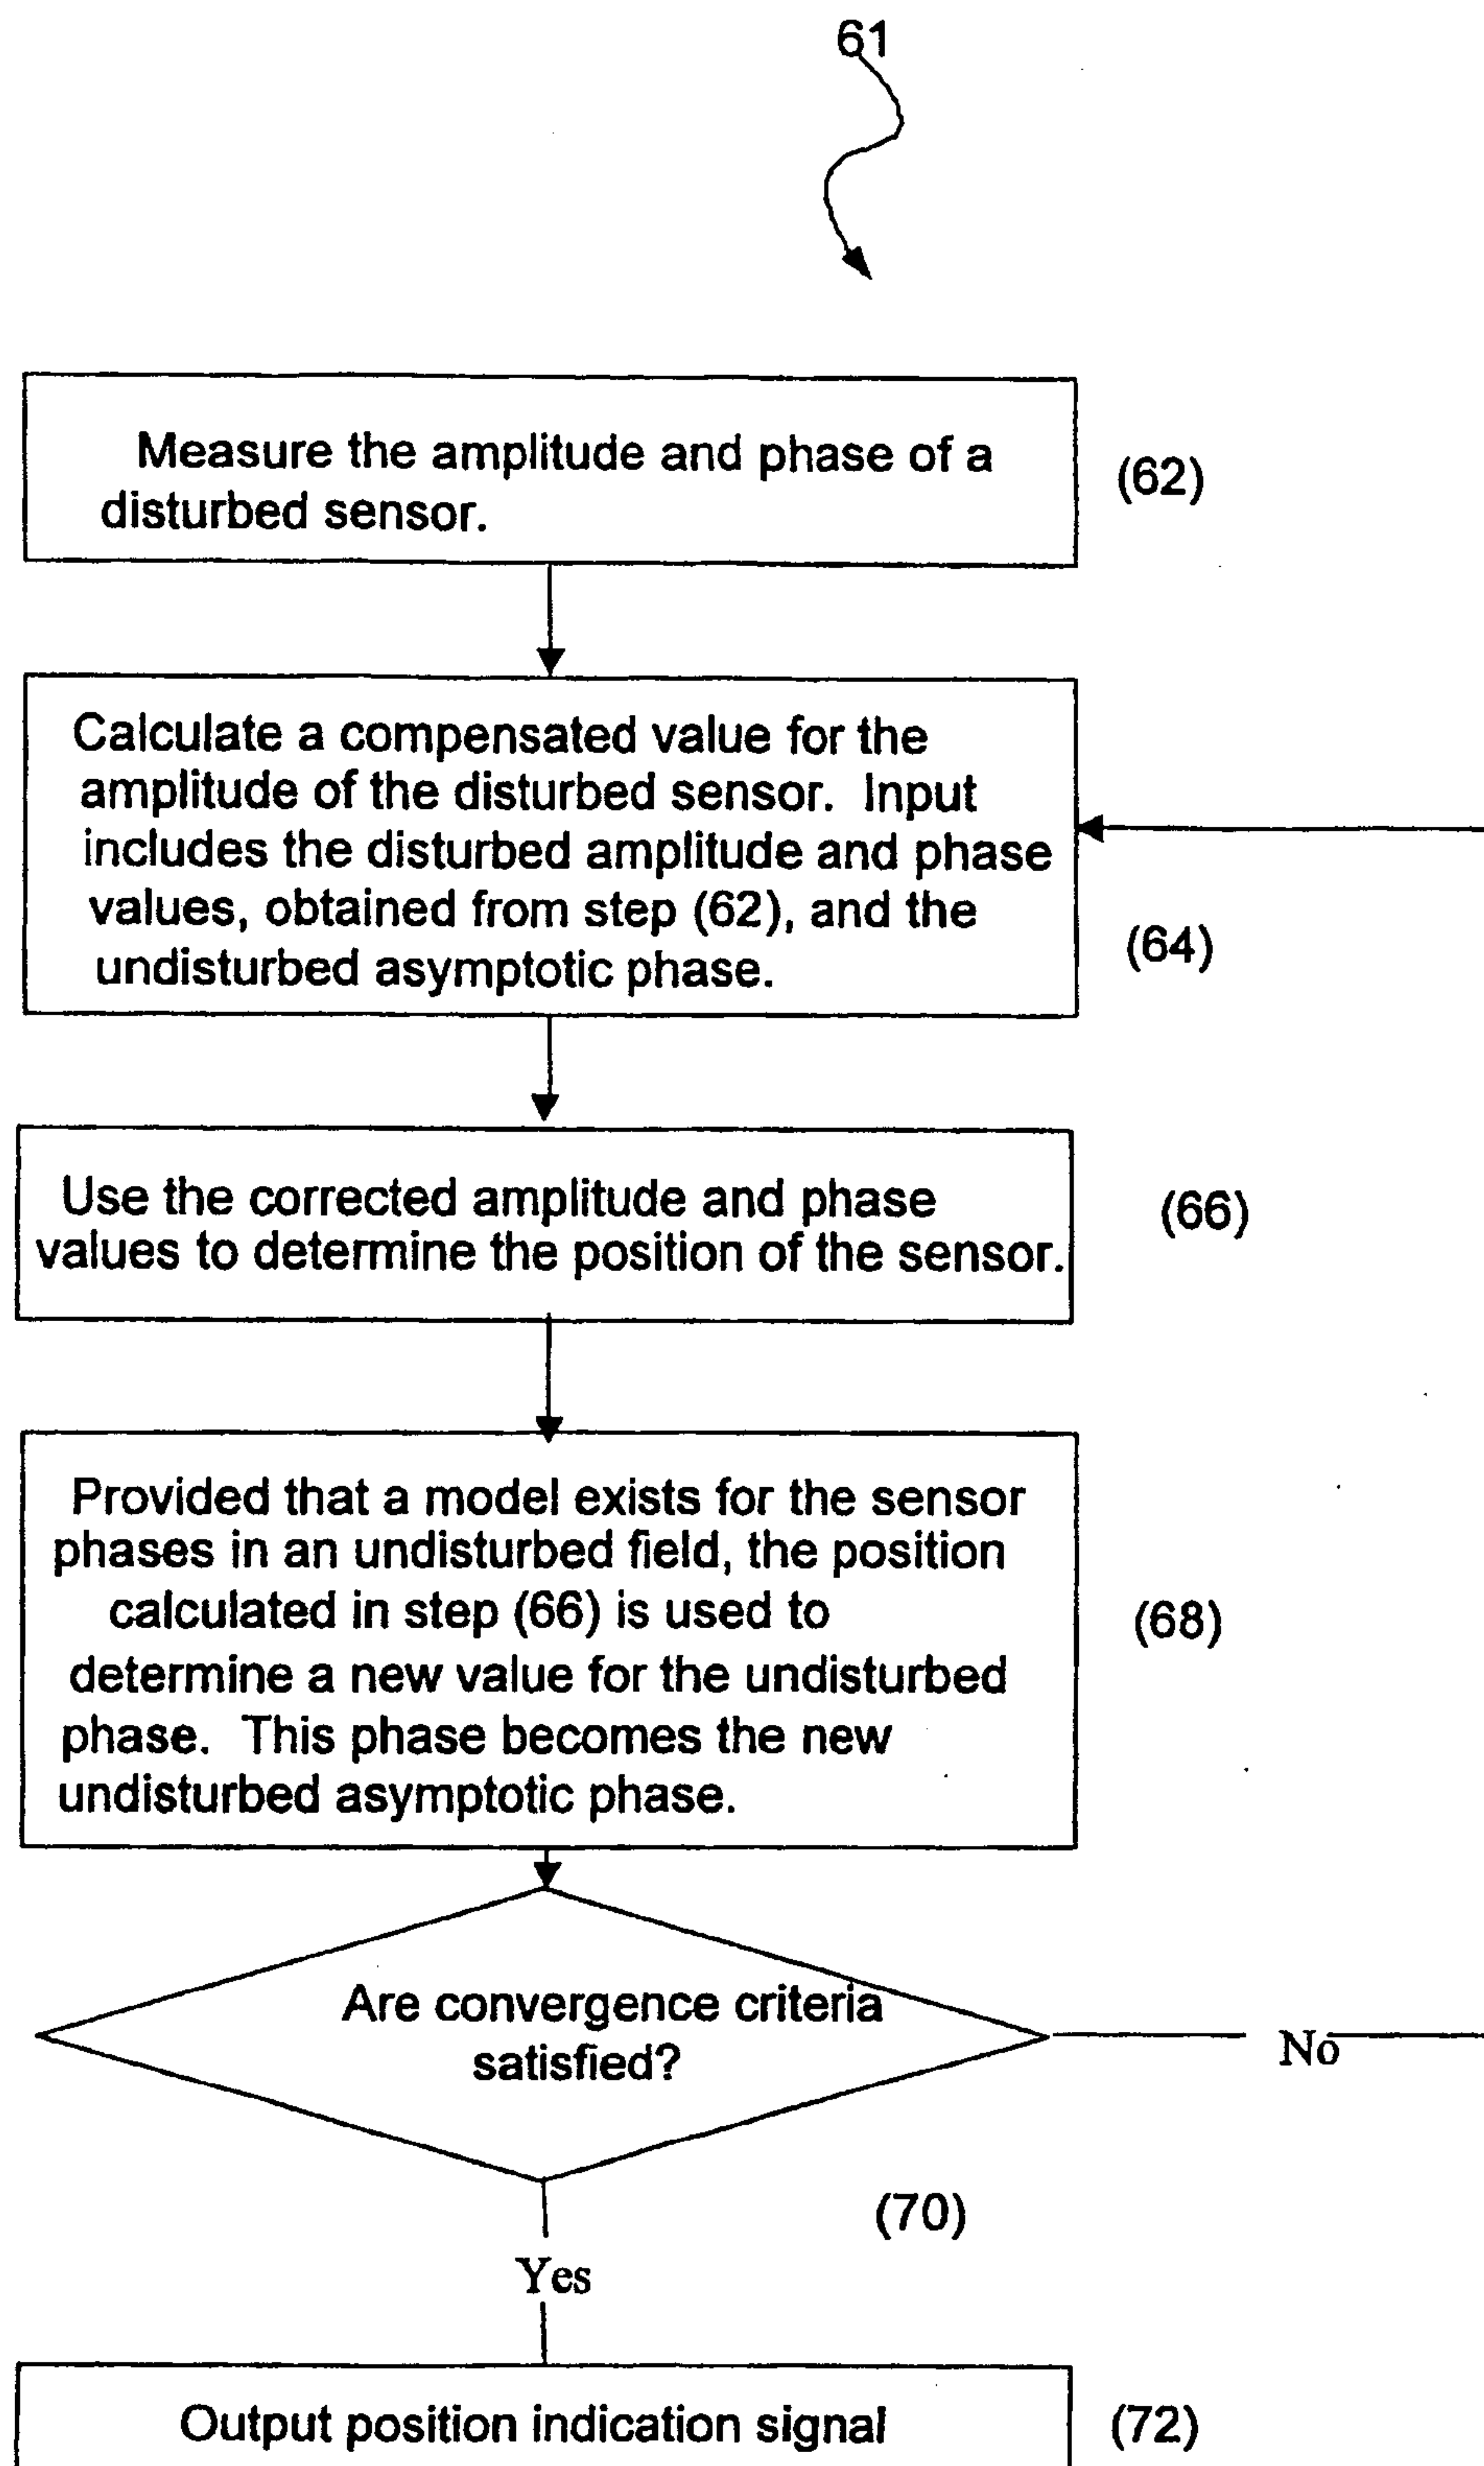 61
Measure the amplitude and phase of a
disturbed sensor.
(62)
Calculate a compensated value for the
amplitude of the disturbed sensor. Input
includes the disturbed amplitude and phase
values, obtained from step (62), and the
undisturbed asymptotic phase.
(64)
Use the corrected amplitude and phase
values to determine the position of the sensor.
(66)
Provided that a model exists for the sensor
phases in an undisturbed field, the position
calculated in step (66) is used to
determine a new value for the undisturbed
phase. This phase becomes the new
undisturbed asymptotic phase.
(68)
Are convergence criteria
satisfied?
No
(70)
Yes
Output position indication signal
(72)